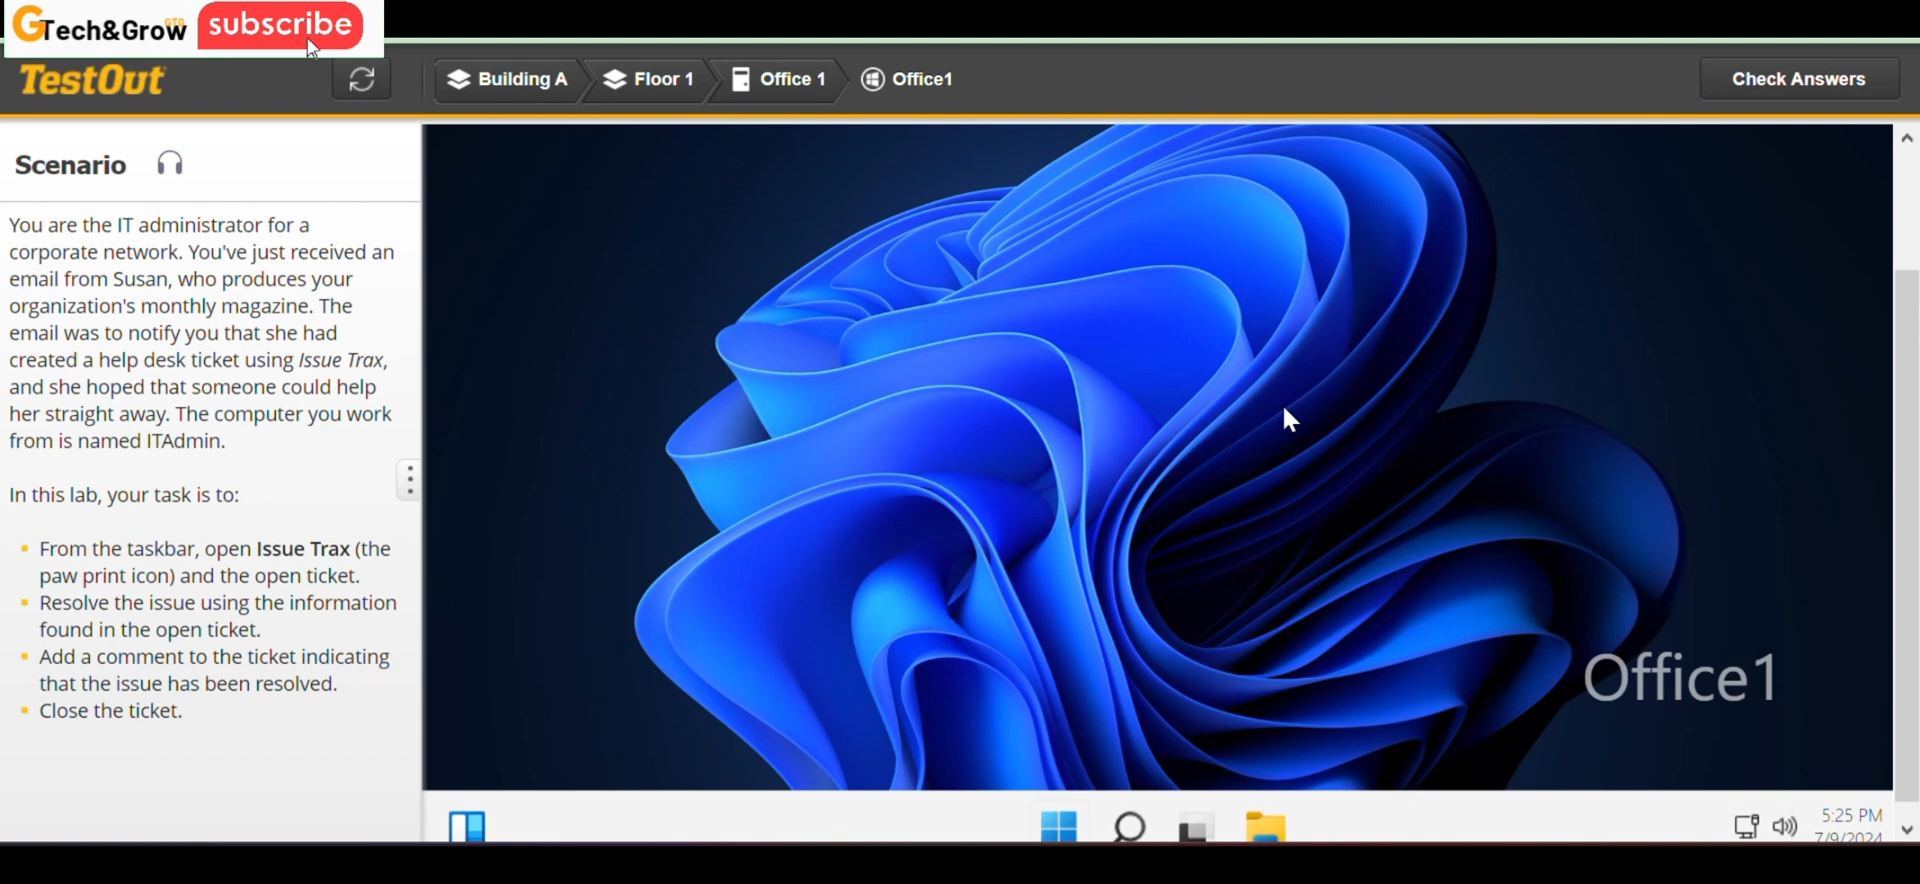 GTech&Grow GTG subscribe
TestOut Building A Floor 1 Office 1 Office1 Check Answers
Scenario
You are the IT administrator for a
corporate network. You've just received an
email from Susan, who produces your
organization's monthly magazine. The
email was to notify you that she had
created a help desk ticket using Issue Trax,
and she hoped that someone could help
her straight away. The computer you work
from is named ITAdmin.
In this lab, your task is to:
From the taskbar, open Issue Trax (the
paw print icon) and the open ticket.
Resolve the issue using the information
found in the open ticket.
Add a comment to the ticket indicating
that the issue has been resolved.
Close the ticket.
Office1
5:25 PM
7/9/2024